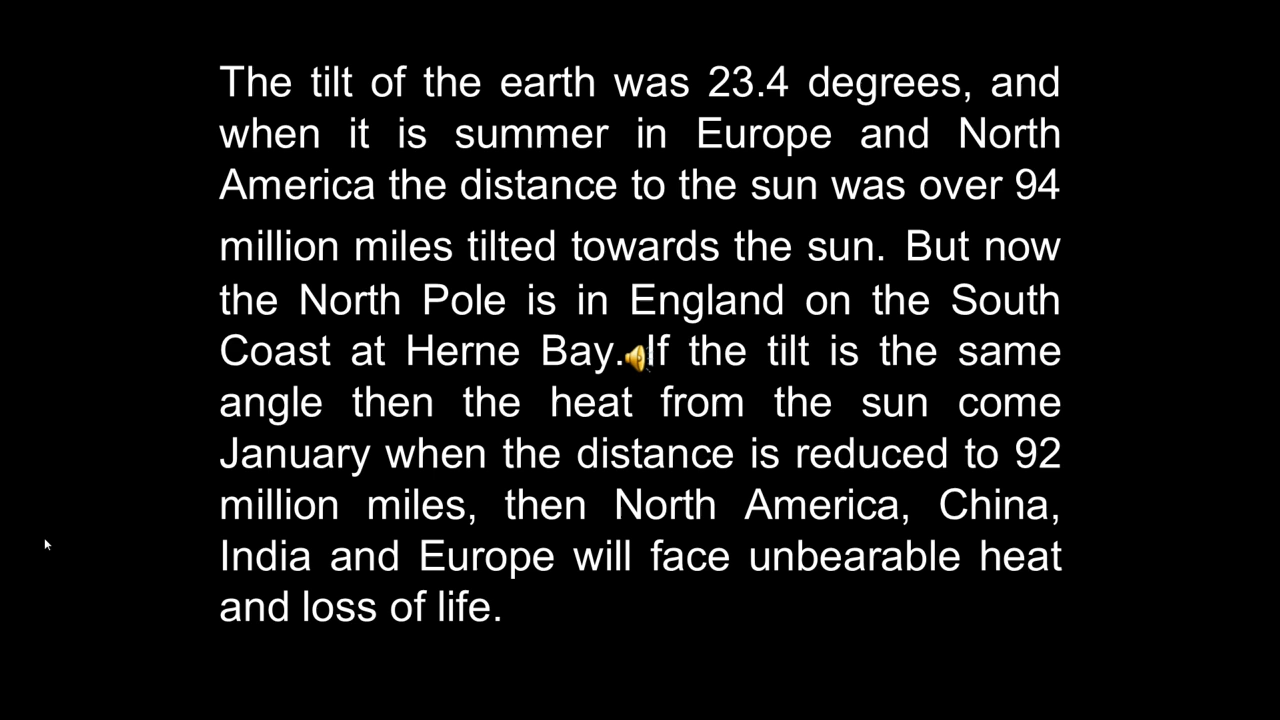 The tilt of the earth was 23.4 degrees, and
when it is summer in Europe and North
America the distance to the sun was over 94
million miles tilted towards the sun. But now
the North Pole is in England on the South
Coast at Herne Bay. If the tilt is the same
angle then the heat from the sun come
January when the distance is reduced to 92
million miles, then North America, China,
India and Europe will face unbearable heat
and loss of life.